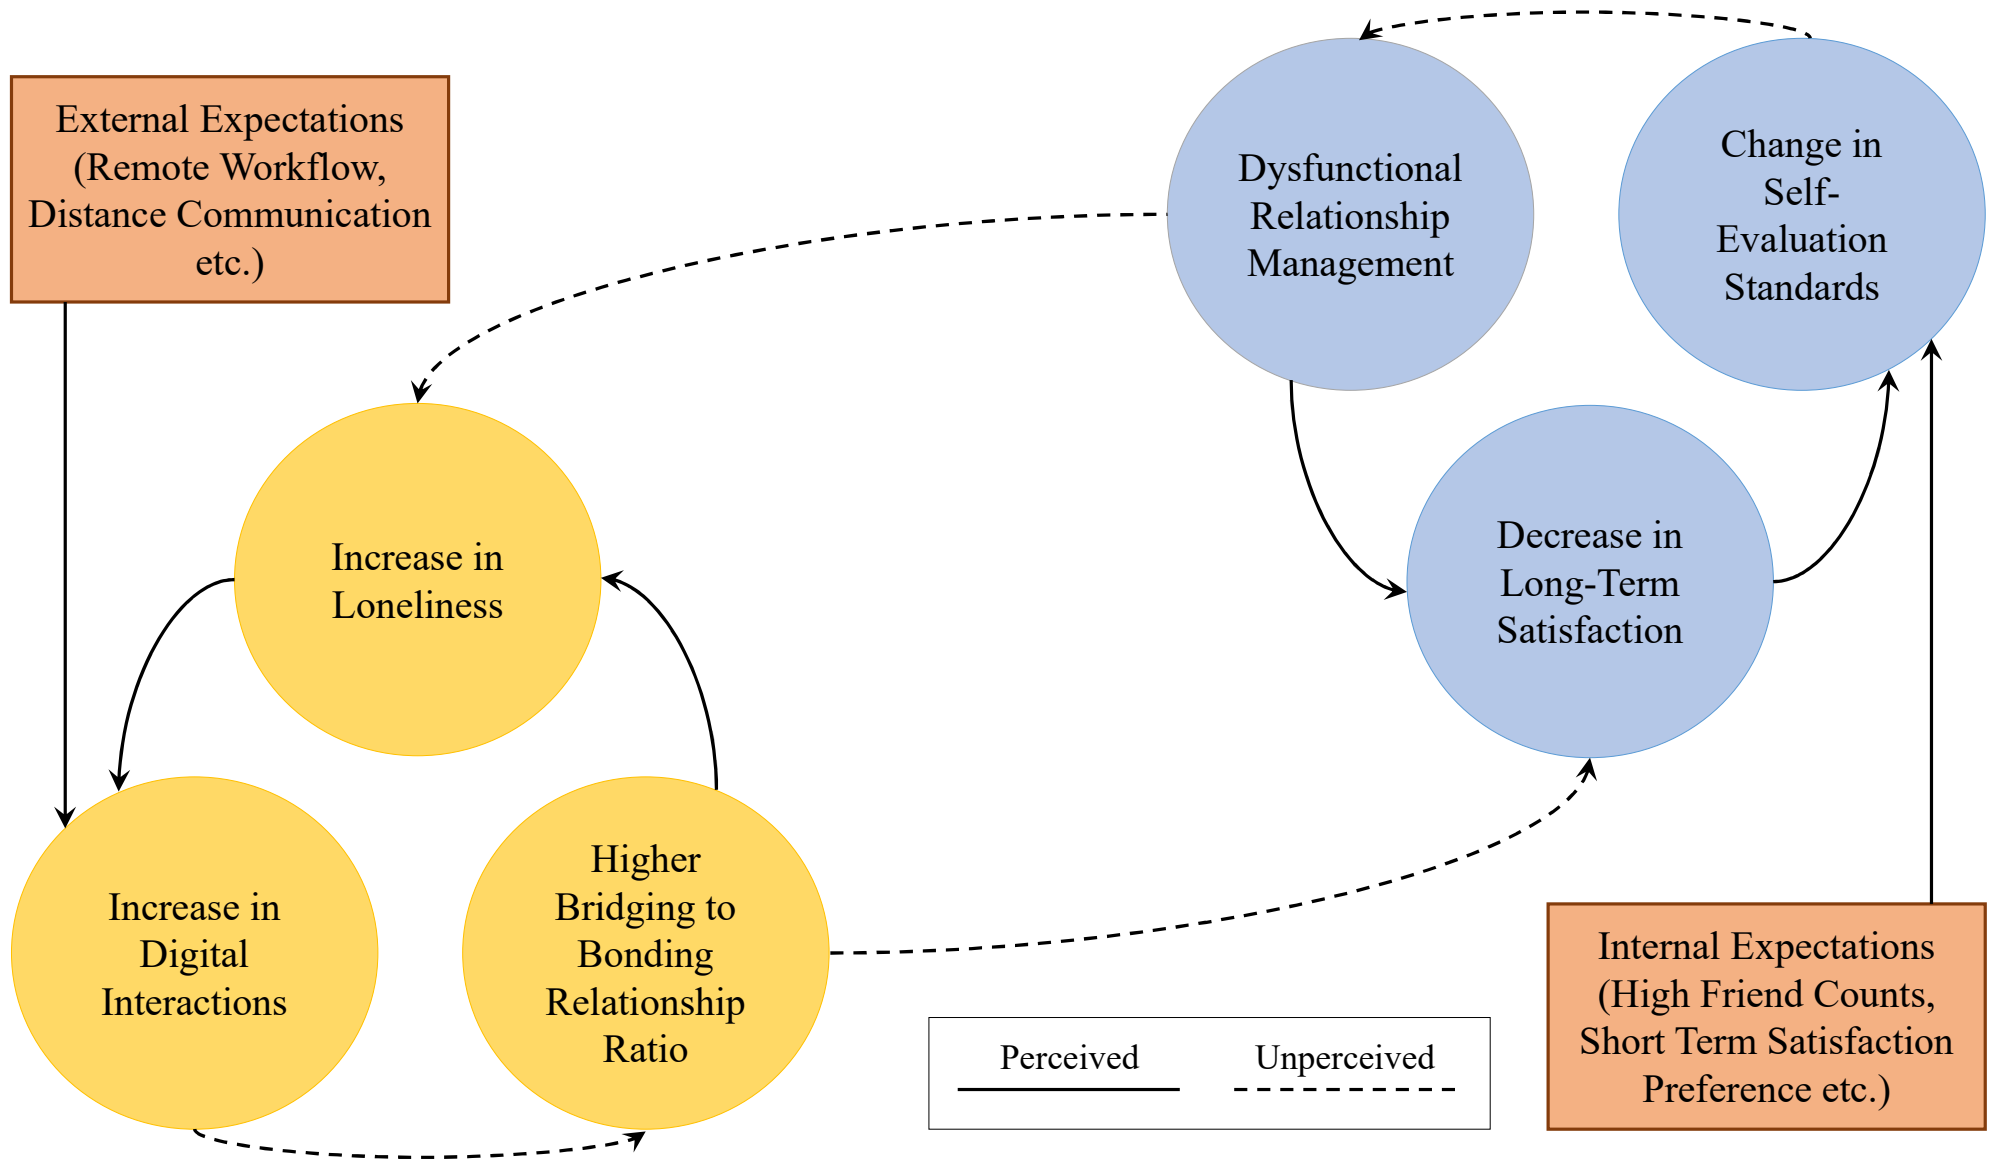 External Expectations
(Remote Workflow,
Distance Communication
etc.)
Dysfunctional
Relationship
Management
Change in
Self-
Evaluation
Standards
Increase in
Loneliness
Decrease in
Long-Term
Satisfaction
Increase in
Digital
Interactions
Higher
Bridging to
Bonding
Relationship
Ratio
Perceived
Unperceived
Internal Expectations
(High Friend Counts,
Short Term Satisfaction
Preference etc.)